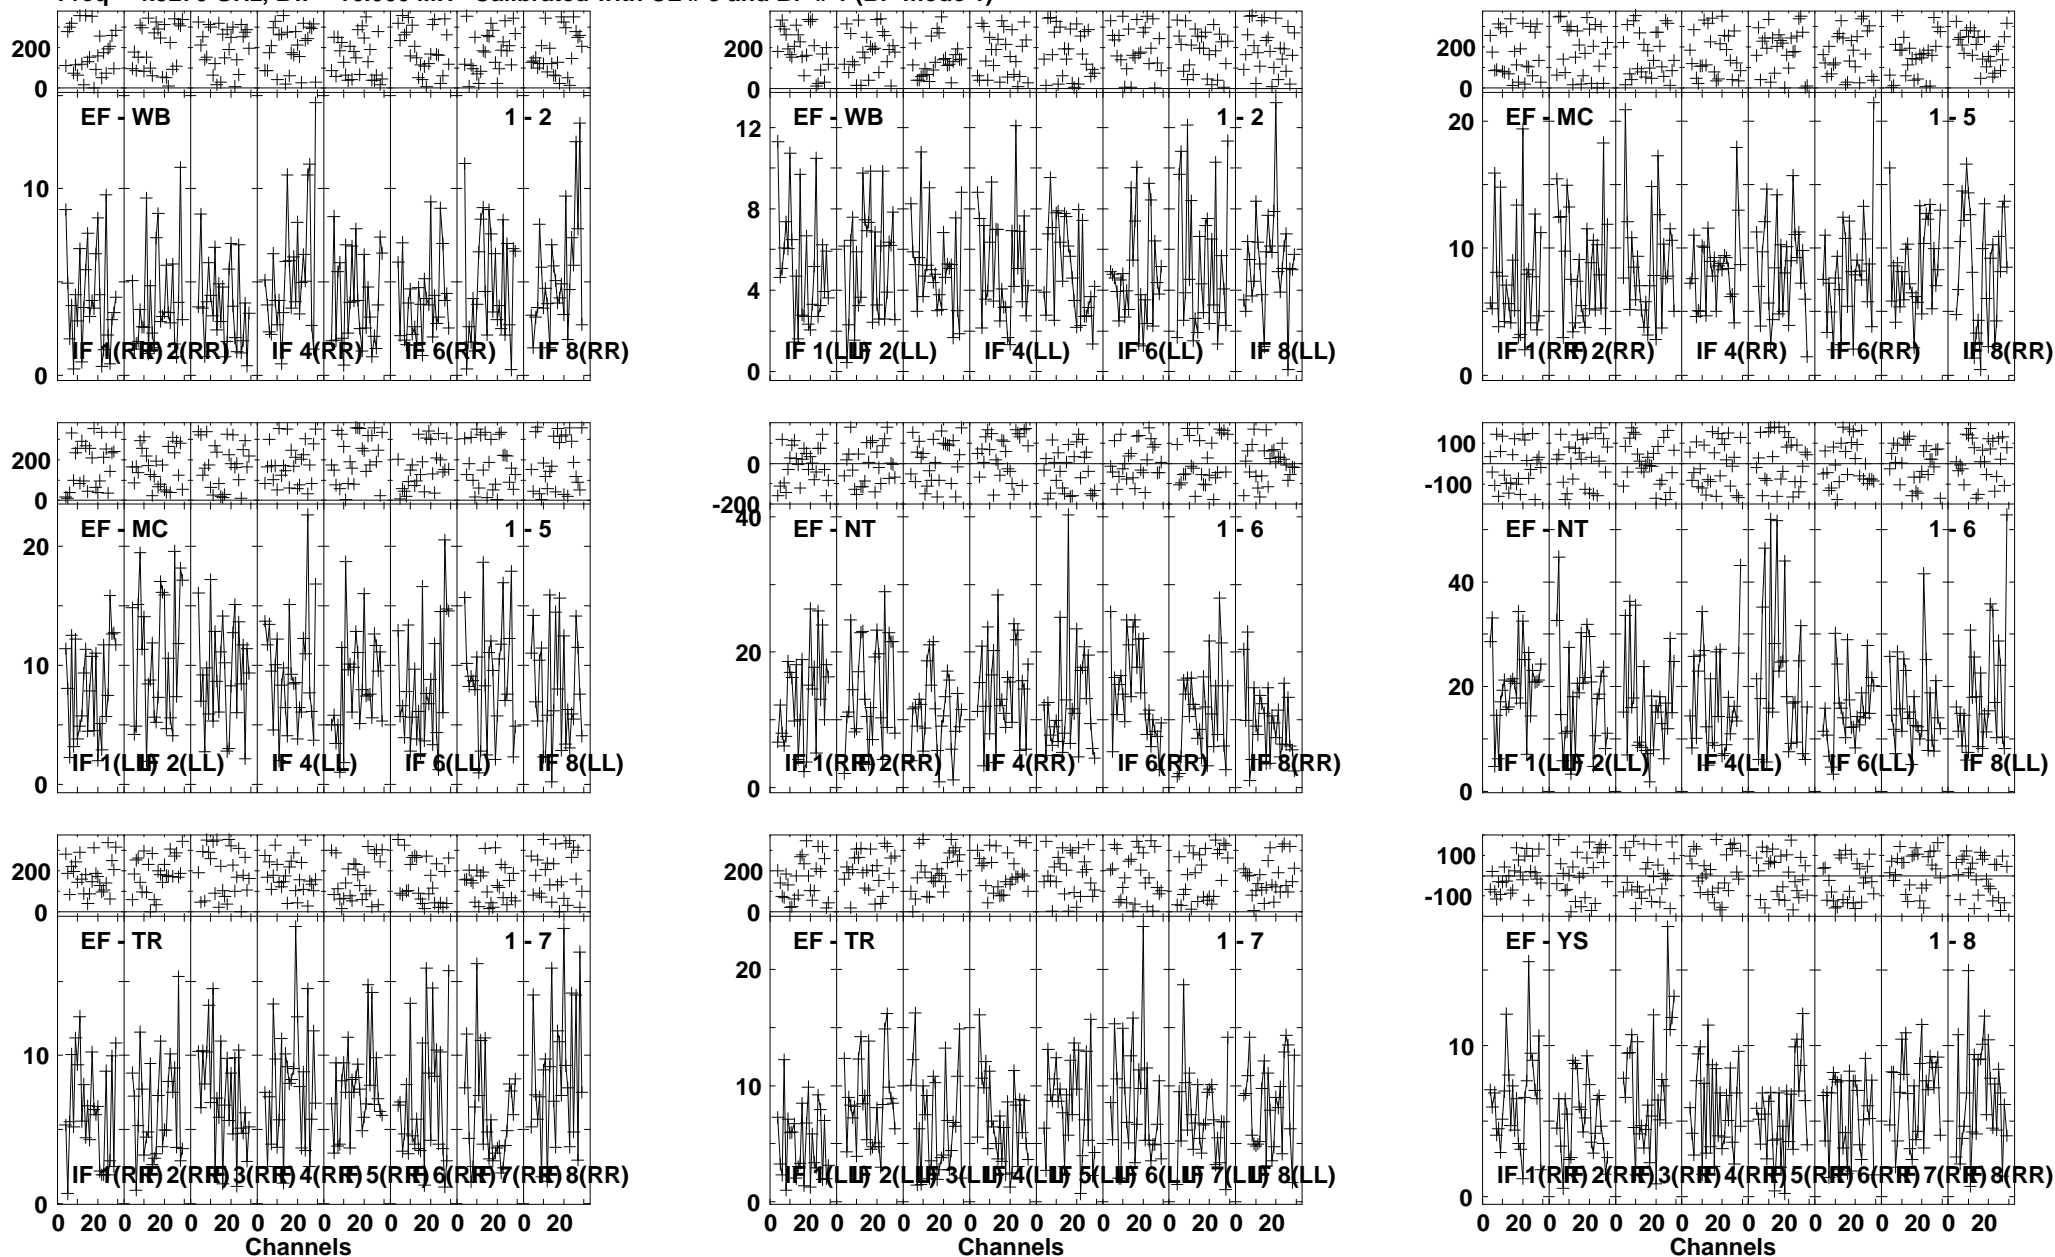 200
0
EF - WB 1 - 2
10
0
IF 1(RR) IF 2(RR) IF 4(RR) IF 6(RR) IF 8(RR)
200
0
EF - WB 1 - 2
12
8
4
0
IF 1(LL) IF 2(LL) IF 4(LL) IF 6(LL) IF 8(LL)
200
0
EF - MC 1 - 5
20
10
0
IF 1(RR) IF 2(RR) IF 4(RR) IF 6(RR) IF 8(RR)
200
0
EF - MC 1 - 5
20
10
0
IF 1(LL) IF 2(LL) IF 4(LL) IF 6(LL) IF 8(LL)
0
-200
40
EF - NT 1 - 6
20
0
IF 1(RR) IF 2(RR) IF 4(RR) IF 6(RR) IF 8(RR)
100
-100
EF - NT 1 - 6
40
20
0
IF 1(LL) IF 2(LL) IF 4(LL) IF 6(LL) IF 8(LL)
200
0
EF - TR 1 - 7
10
0
IF 1(RR) IF 2(RR) IF 3(RR) IF 4(RR) IF 5(RR) IF 6(RR) IF 7(RR) IF 8(RR)
0 20 0 20 0 20 0 20 0 20 0 20 0 20 0 20
Channels
200
0
EF - TR 1 - 7
20
10
0
IF 1(LL) IF 2(LL) IF 3(LL) IF 4(LL) IF 5(LL) IF 6(LL) IF 7(LL) IF 8(LL)
0 20 0 20 0 20 0 20 0 20 0 20 0 20 0 20
Channels
100
-100
EF - YS 1 - 8
10
0
IF 1(RR) IF 2(RR) IF 3(RR) IF 4(RR) IF 5(RR) IF 6(RR) IF 7(RR) IF 8(RR)
0 20 0 20 0 20 0 20 0 20 0 20 0 20 0 20
Channels